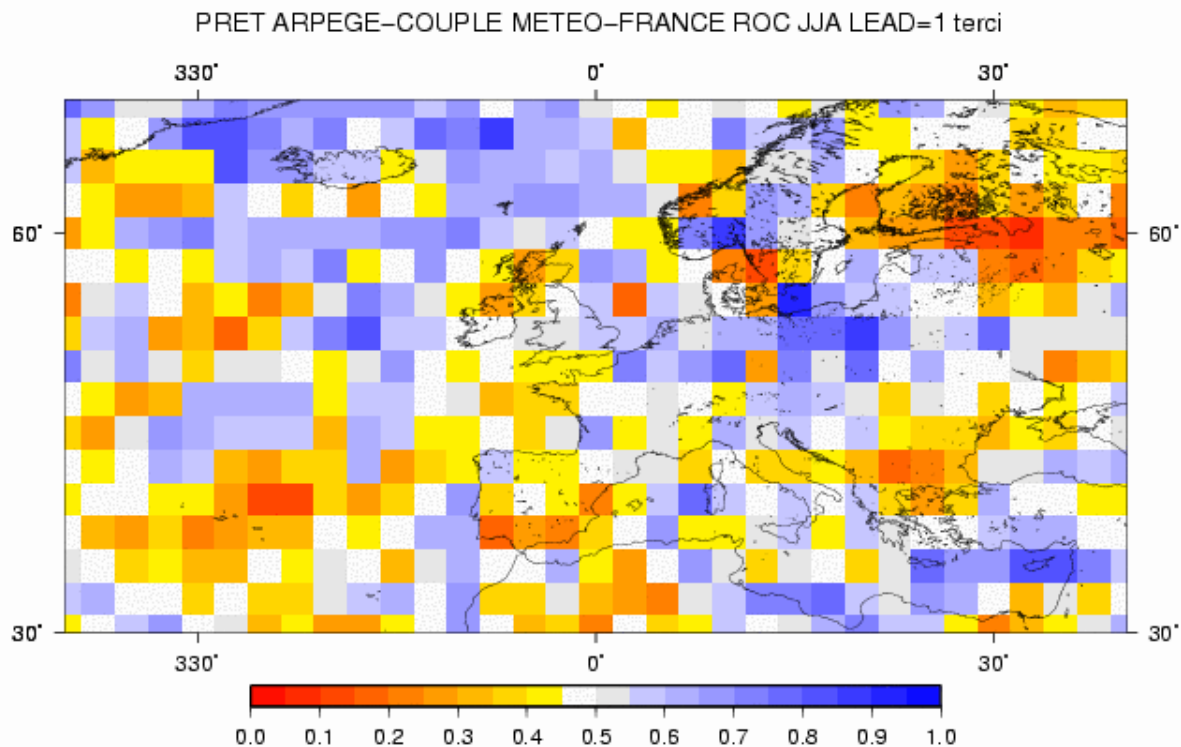 PRET ARPEGE-COUPLE METEO-FRANCE ROC JJA LEAD=1 terci
330° 0° 30°
60° 60°
30° 30°
330° 0° 30°
0.0 0.1 0.2 0.3 0.4 0.5 0.6 0.7 0.8 0.9 1.0